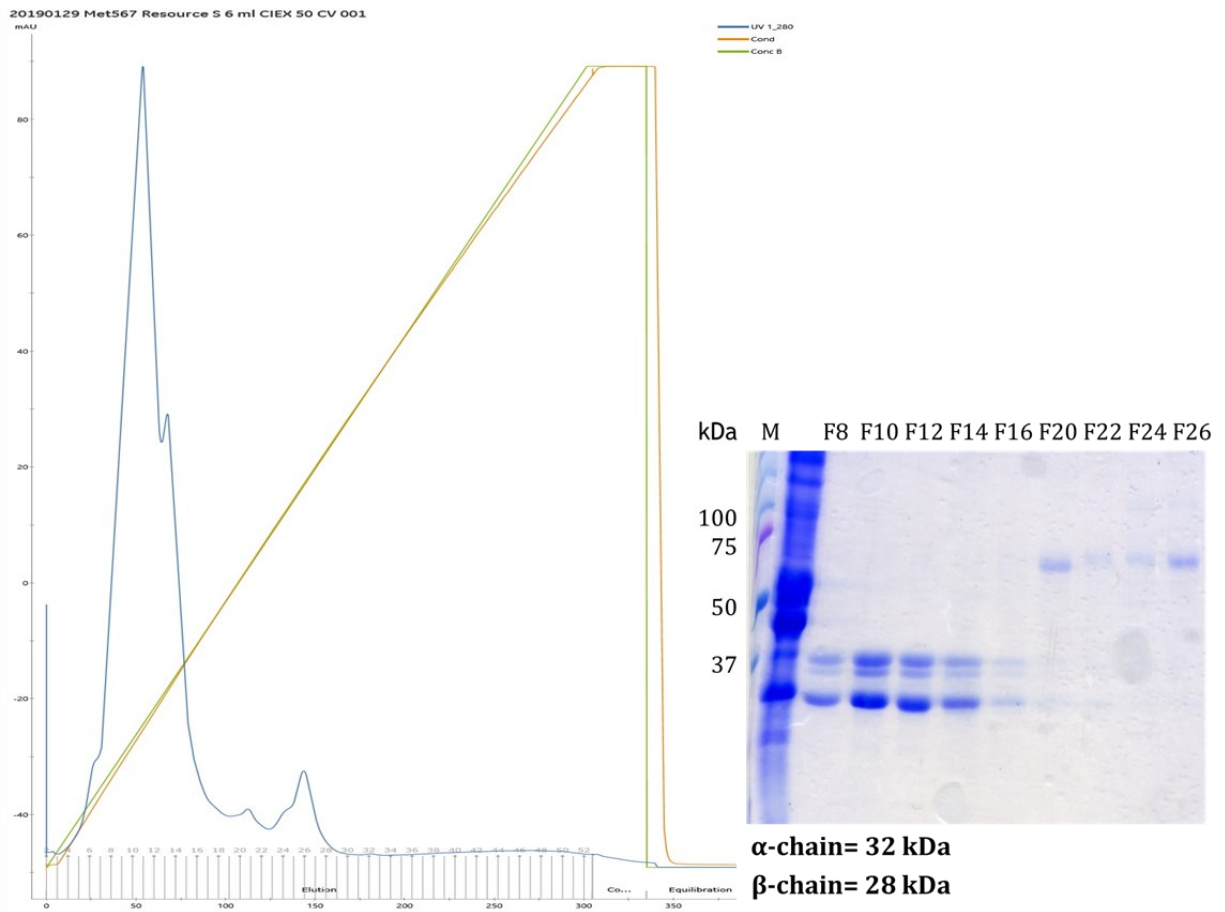 20190129 Met567 Resource S 6 ml CIEX 50 CV 001
mAU
UV 1_280
Cond
Conc B
80
60
40
20
0
-20
-40
2 4 6 8 10 12 14 16 18 20 22 24 26 28 30 32 34 36 38 40 42 44 46 48 50 52
Elution Co... Equilibration
0 50 100 150 200 250 300 350
kDa M F8 F10 F12 F14 F16 F20 F22 F24 F26
100
75
50
37
α-chain= 32 kDa
β-chain= 28 kDa